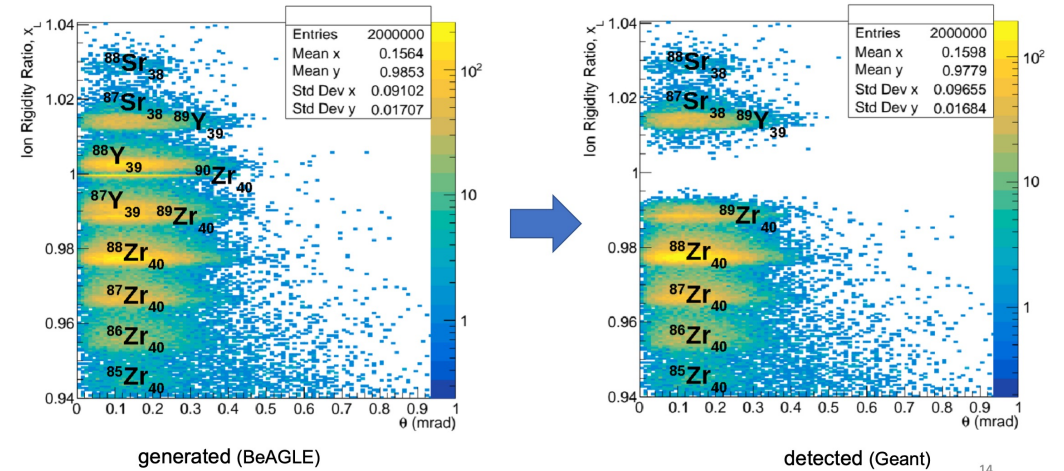 Entries 2000000
Mean x 0.1564
Mean y 0.9853
Std Dev x 0.09102
Std Dev y 0.01707
Ion Rigidity Ratio, x_L
1.04
1.02
1
0.98
0.96
0.94
⁸⁸Sr₃₈
⁸⁷Sr₃₈ ⁸⁹Y₃₉
⁸⁸Y₃₉ ⁹⁰Zr₄₀
⁸⁷Y₃₉ ⁸⁹Zr₄₀
⁸⁸Zr₄₀
⁸⁷Zr₄₀
⁸⁶Zr₄₀
⁸⁵Zr₄₀
10²
10
1
0 0.1 0.2 0.3 0.4 0.5 0.6 0.7 0.8 0.9 1
θ (mrad)
generated (BeAGLE)
Entries 2000000
Mean x 0.1598
Mean y 0.9779
Std Dev x 0.09655
Std Dev y 0.01684
Ion Rigidity Ratio, x_L
1.04
1.02
1
0.98
0.96
0.94
⁸⁸Sr₃₈
⁸⁷Sr₃₈ ⁸⁹Y₃₉
⁸⁹Zr₄₀
⁸⁸Zr₄₀
⁸⁷Zr₄₀
⁸⁶Zr₄₀
⁸⁵Zr₄₀
10²
10
1
0 0.1 0.2 0.3 0.4 0.5 0.6 0.7 0.8 0.9 1
θ (mrad)
detected (Geant)
14